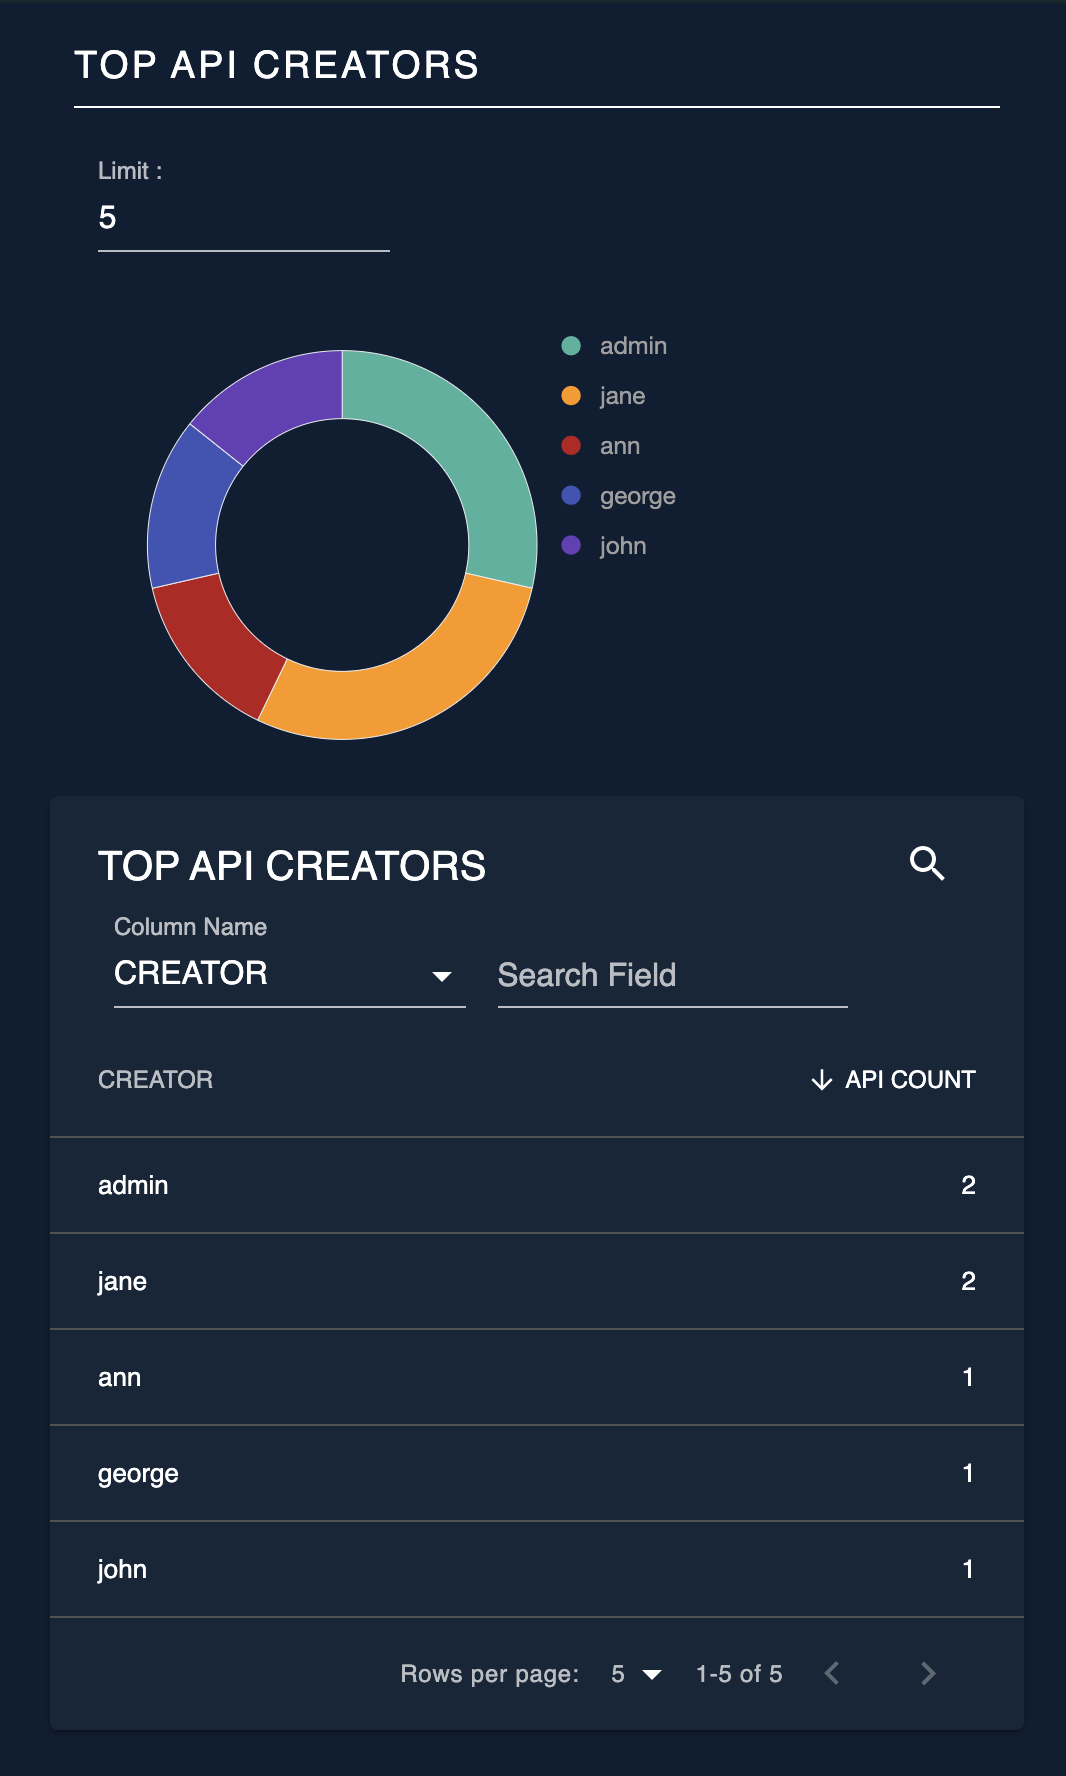 TOP API CREATORS
Limit :
5
admin
jane
ann
george
john
TOP API CREATORS
Column Name
CREATOR Search Field
CREATOR API COUNT
admin 2
jane 2
ann 1
george 1
john 1
Rows per page: 5 1-5 of 5